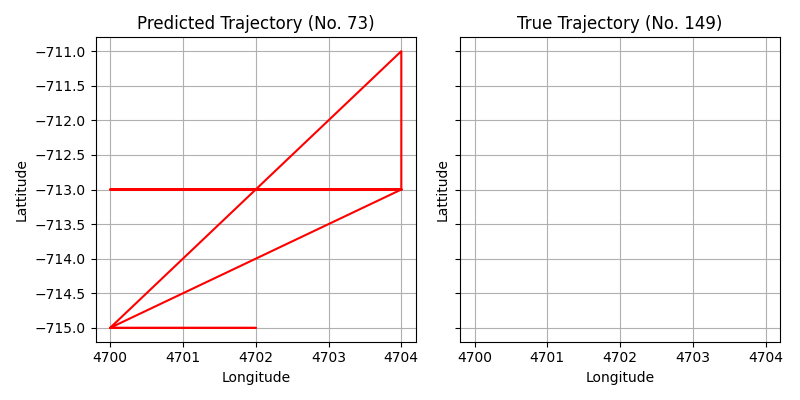 Predicted Trajectory (No. 73)
−711.0
−711.5
−712.0
−712.5
−713.0
−713.5
−714.0
−714.5
−715.0
Lattitude
4700 4701 4702 4703 4704
Longitude
True Trajectory (No. 149)
Lattitude
4700 4701 4702 4703 4704
Longitude